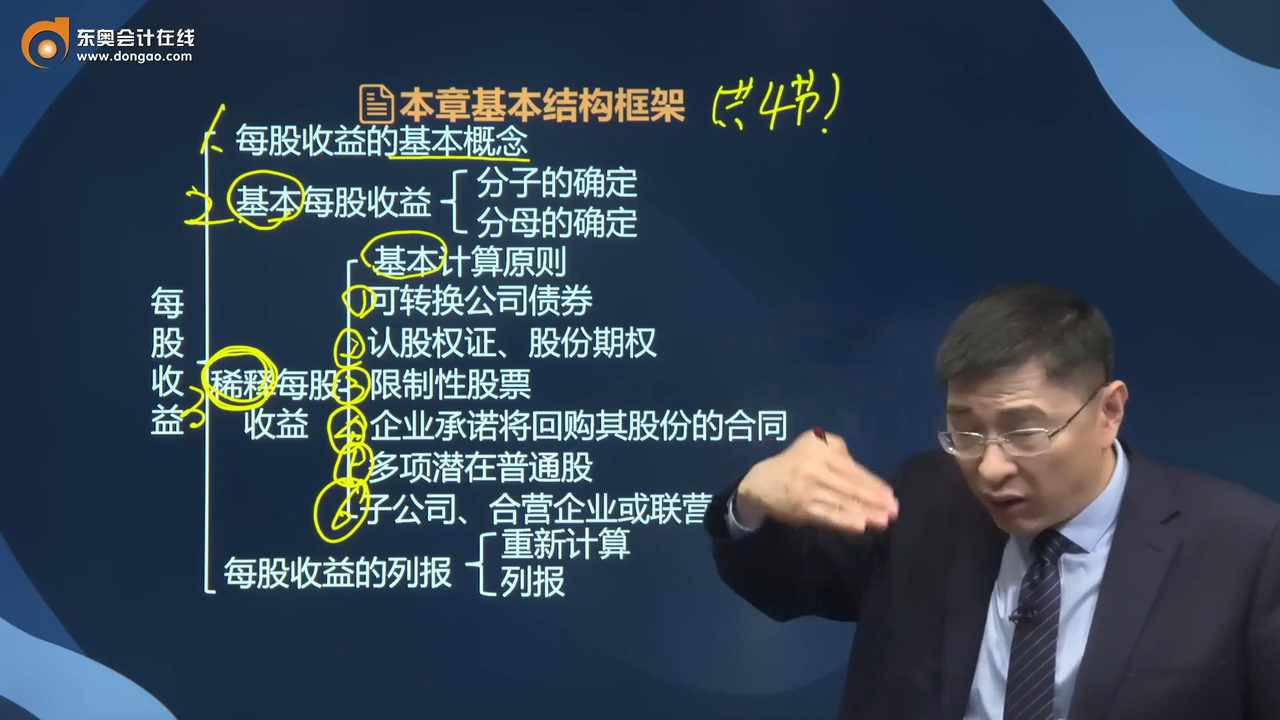 东奥会计在线
www.dongao.com
本章基本结构框架 (共4节)
1 每股收益的基本概念
2 基本每股收益
分子的确定
分母的确定
每股收益
3 稀释每股收益
基本计算原则
① 可转换公司债券
② 认股权证、股份期权
③ 限制性股票
④ 企业承诺将回购其股份的合同
多项潜在普通股
子公司、合营企业或联营
每股收益的列报
重新计算
列报